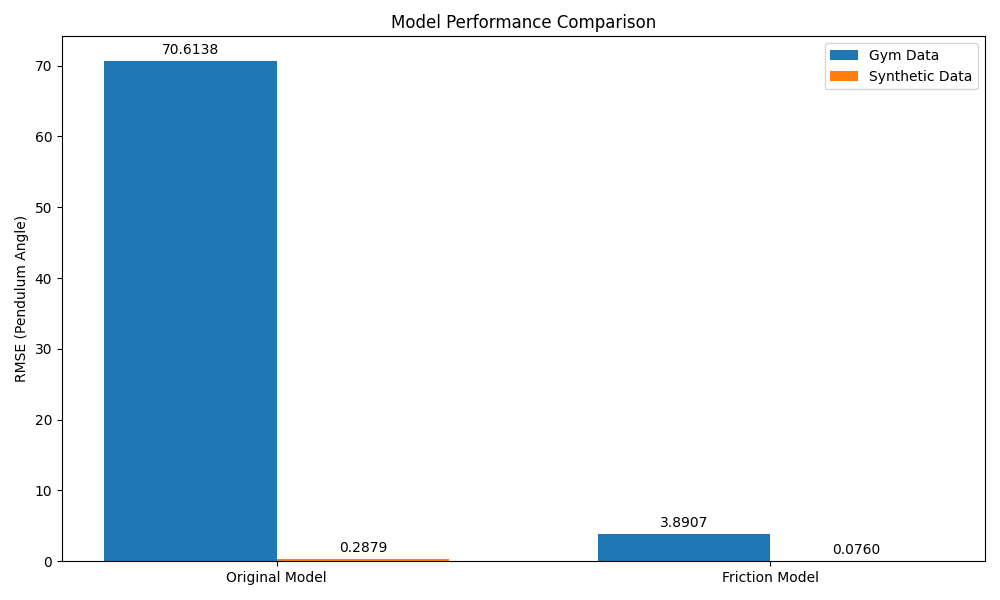 Model Performance Comparison
70.6138
Gym Data
Synthetic Data
70
60
50
40
30
20
10
0
RMSE (Pendulum Angle)
0.2879
3.8907
0.0760
Original Model
Friction Model